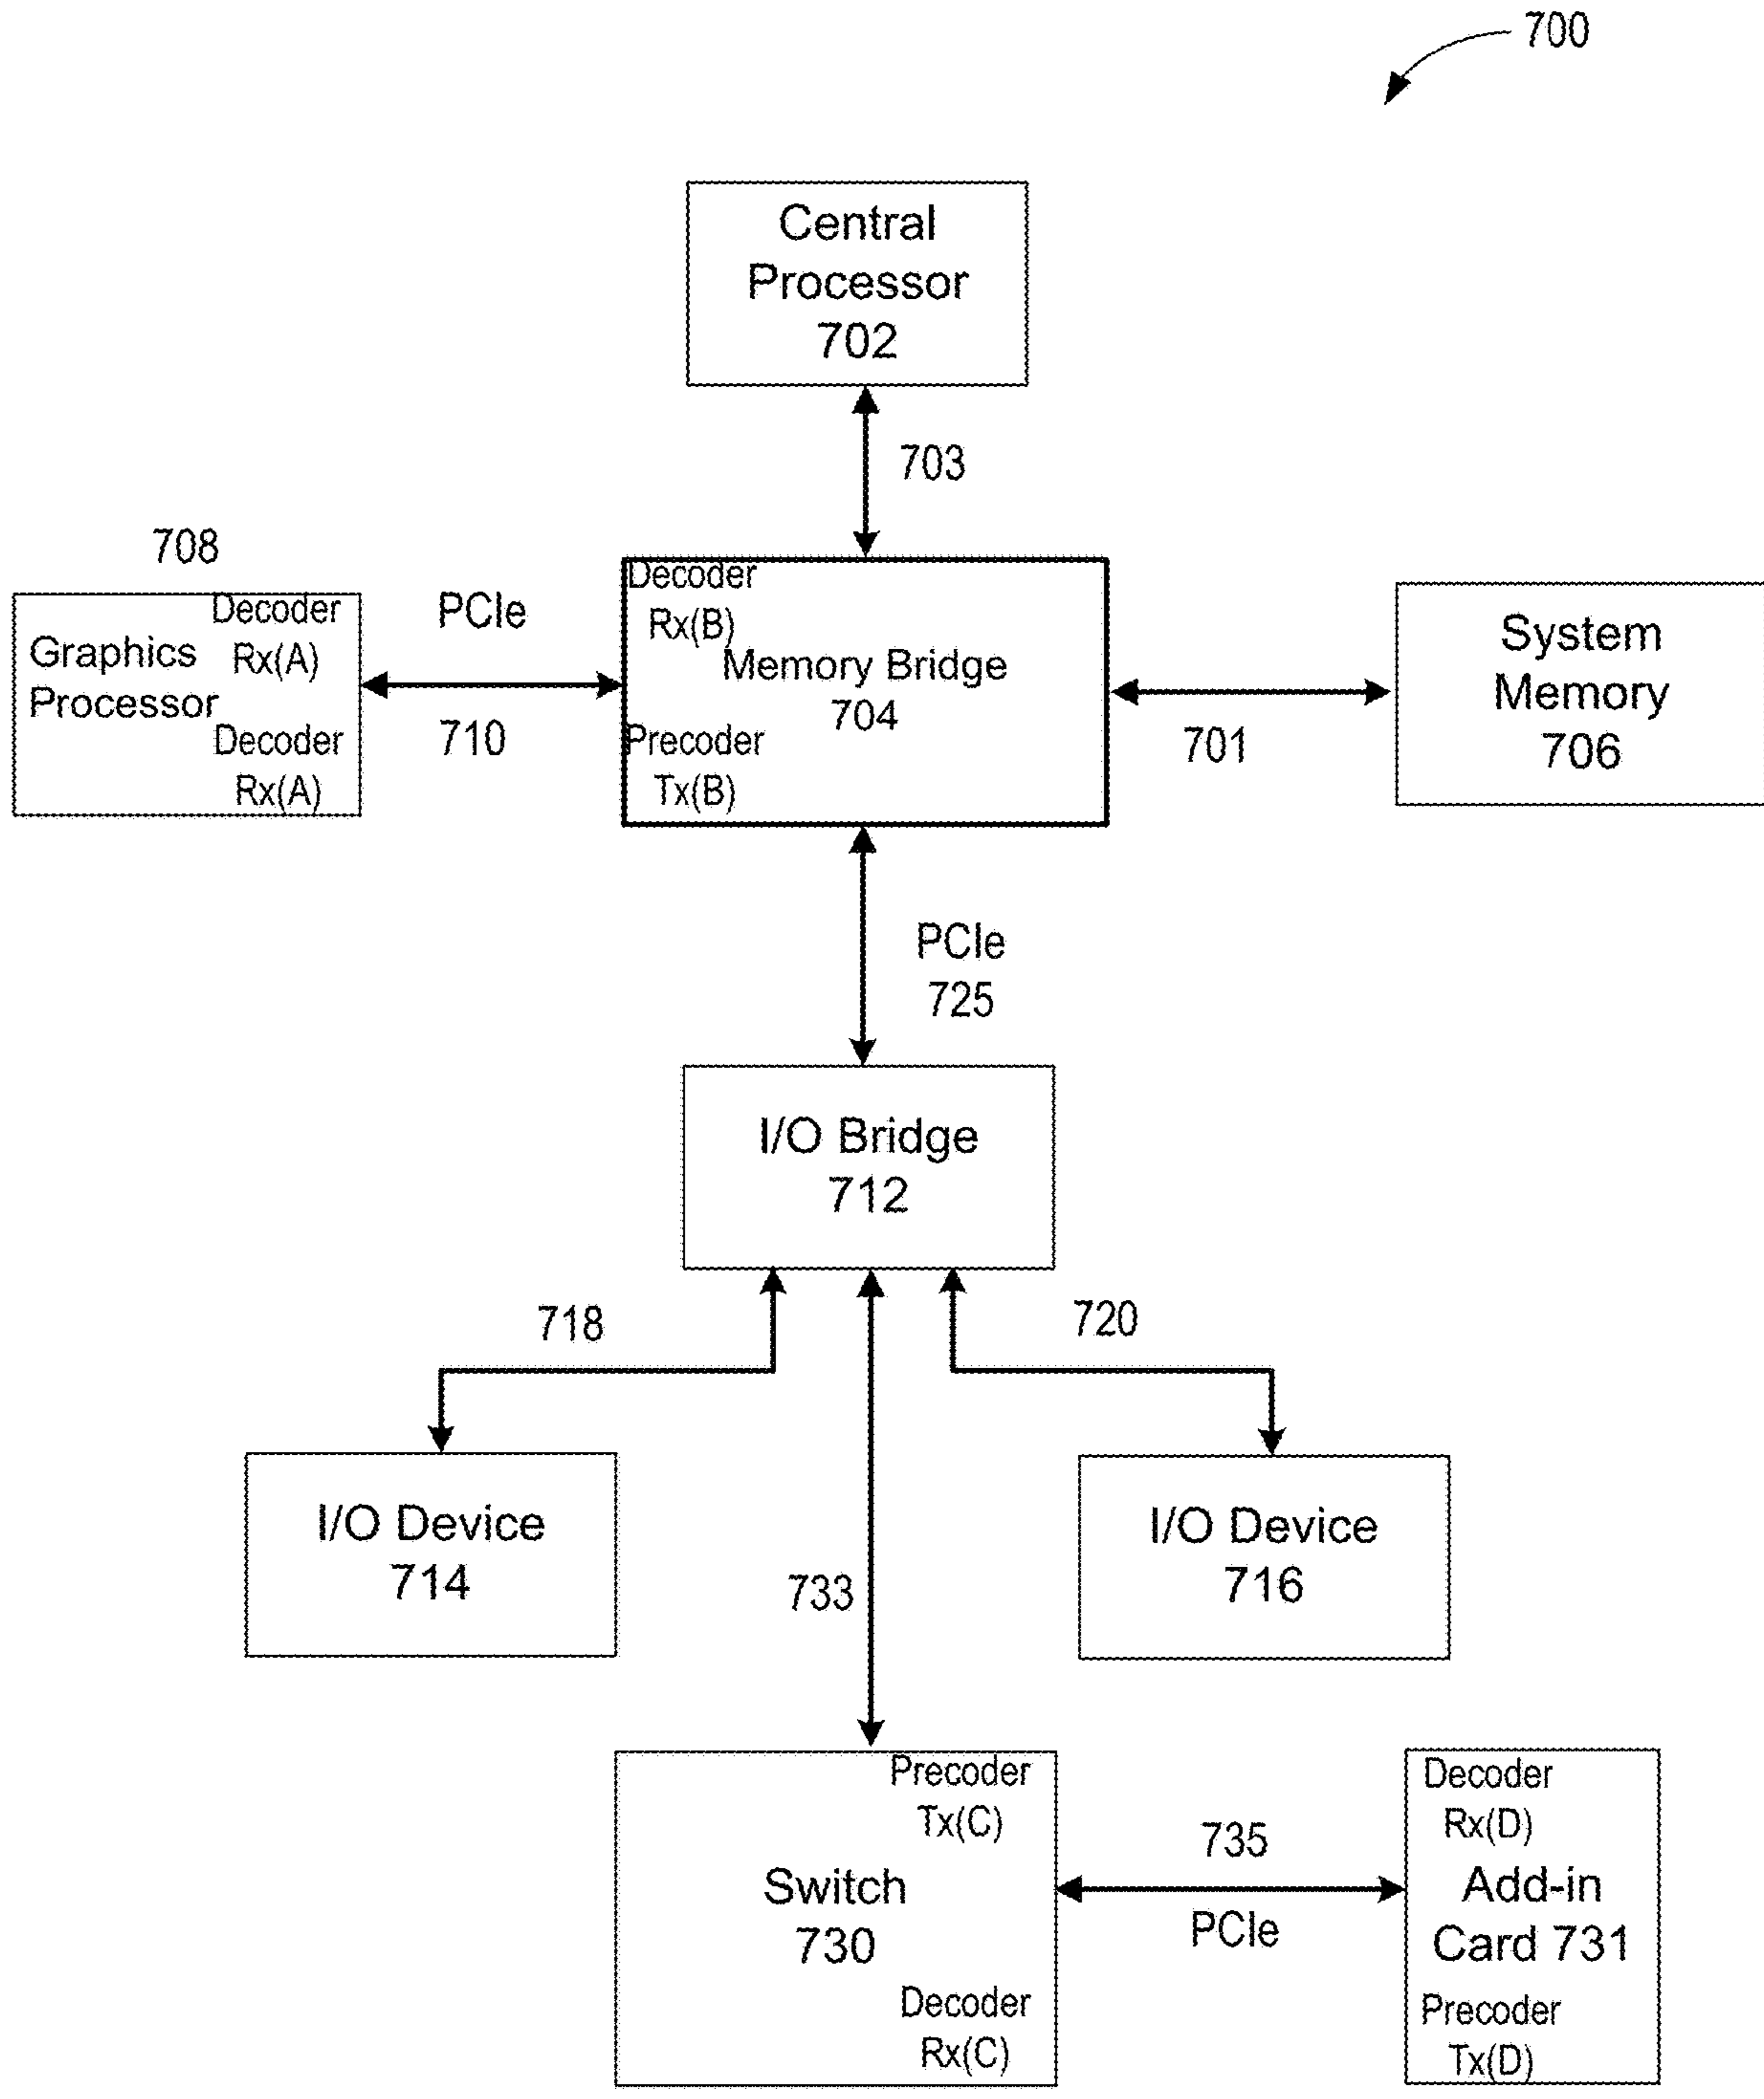 700
Central
Processor
702
703
708
Decoder
Rx(A)
Graphics
Processor
Decoder
Rx(A)
PCIe
710
Decoder
Rx(B)
Memory Bridge
704
Precoder
Tx(B)
701
System
Memory
706
PCIe
725
I/O Bridge
712
718
720
I/O Device
714
733
I/O Device
716
Precoder
Tx(C)
Switch
730
Decoder
Rx(C)
735
PCIe
Decoder
Rx(D)
Add-in
Card 731
Precoder
Tx(D)